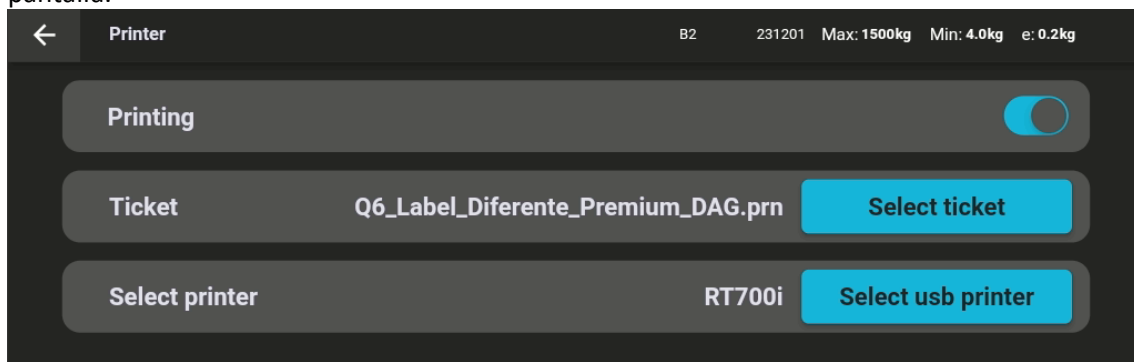 pantalla.
Printer B2 231201 Max: 1500kg Min: 4.0kg e: 0.2kg
Printing
Ticket Q6_Label_Diferente_Premium_DAG.prn Select ticket
Select printer RT700i Select usb printer